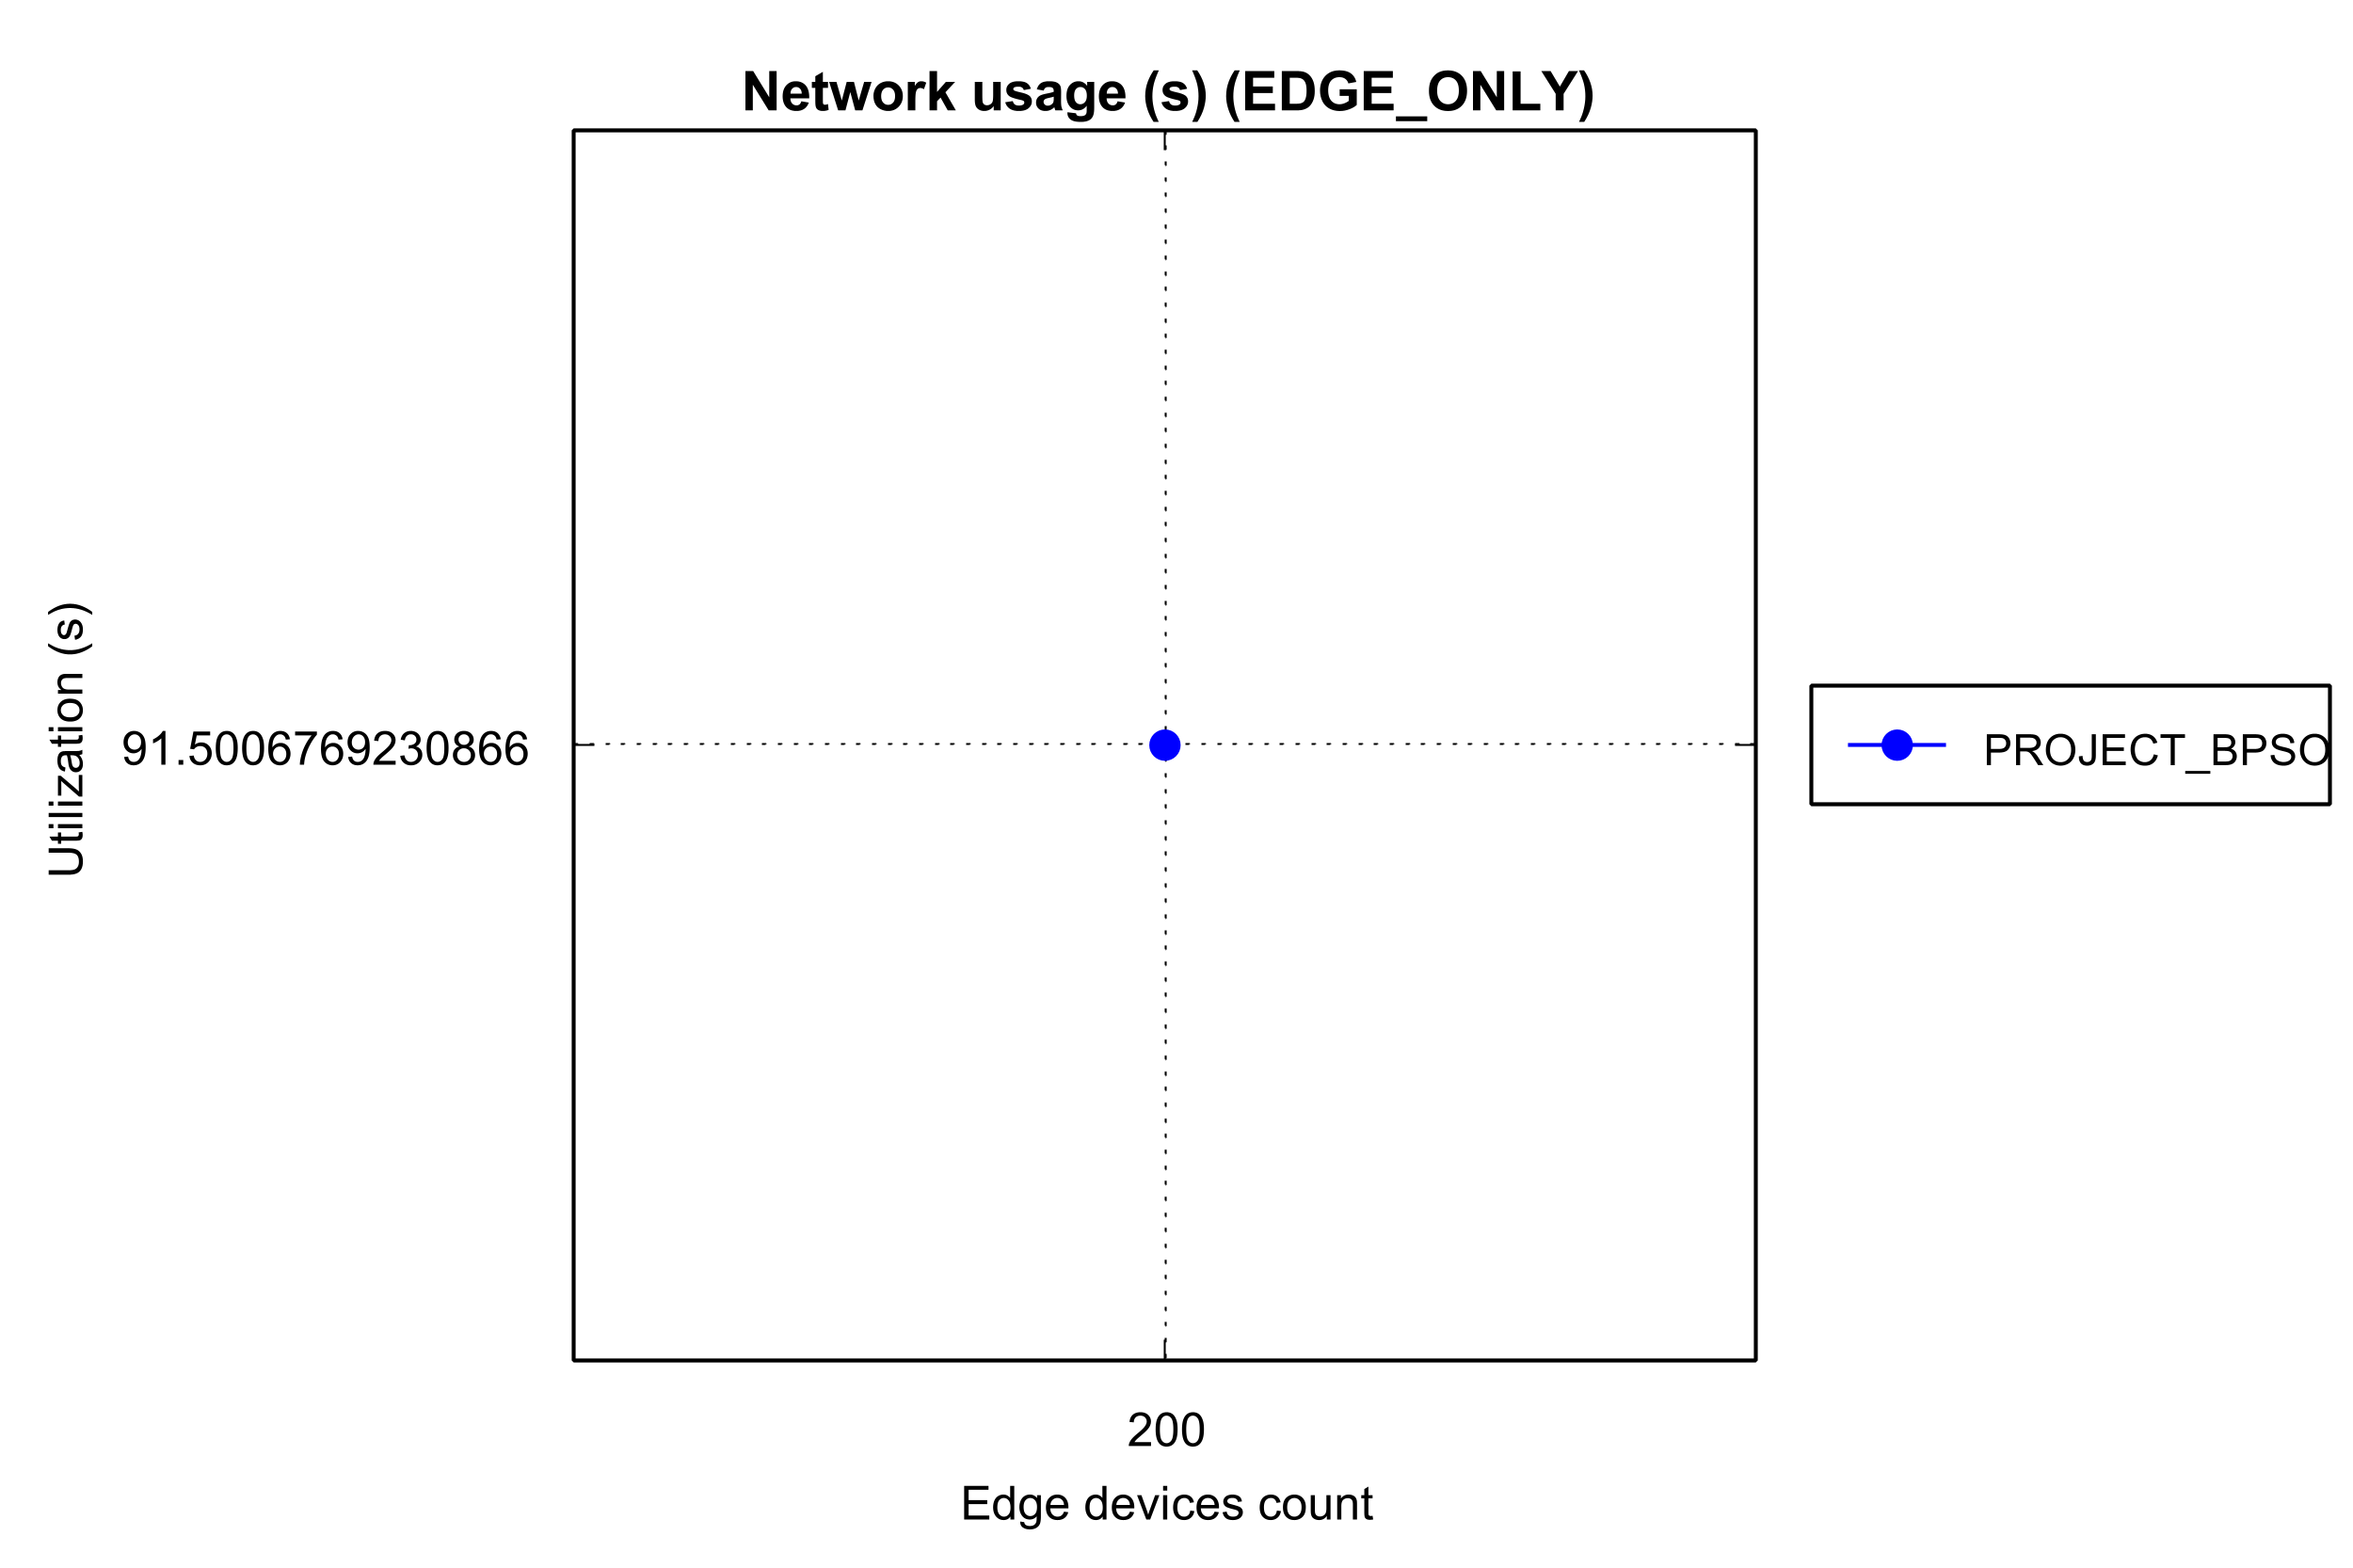 Network usage (s) (EDGE_ONLY)
Utilization (s)
91.5006769230866
PROJECT_BPSO
200
Edge devices count